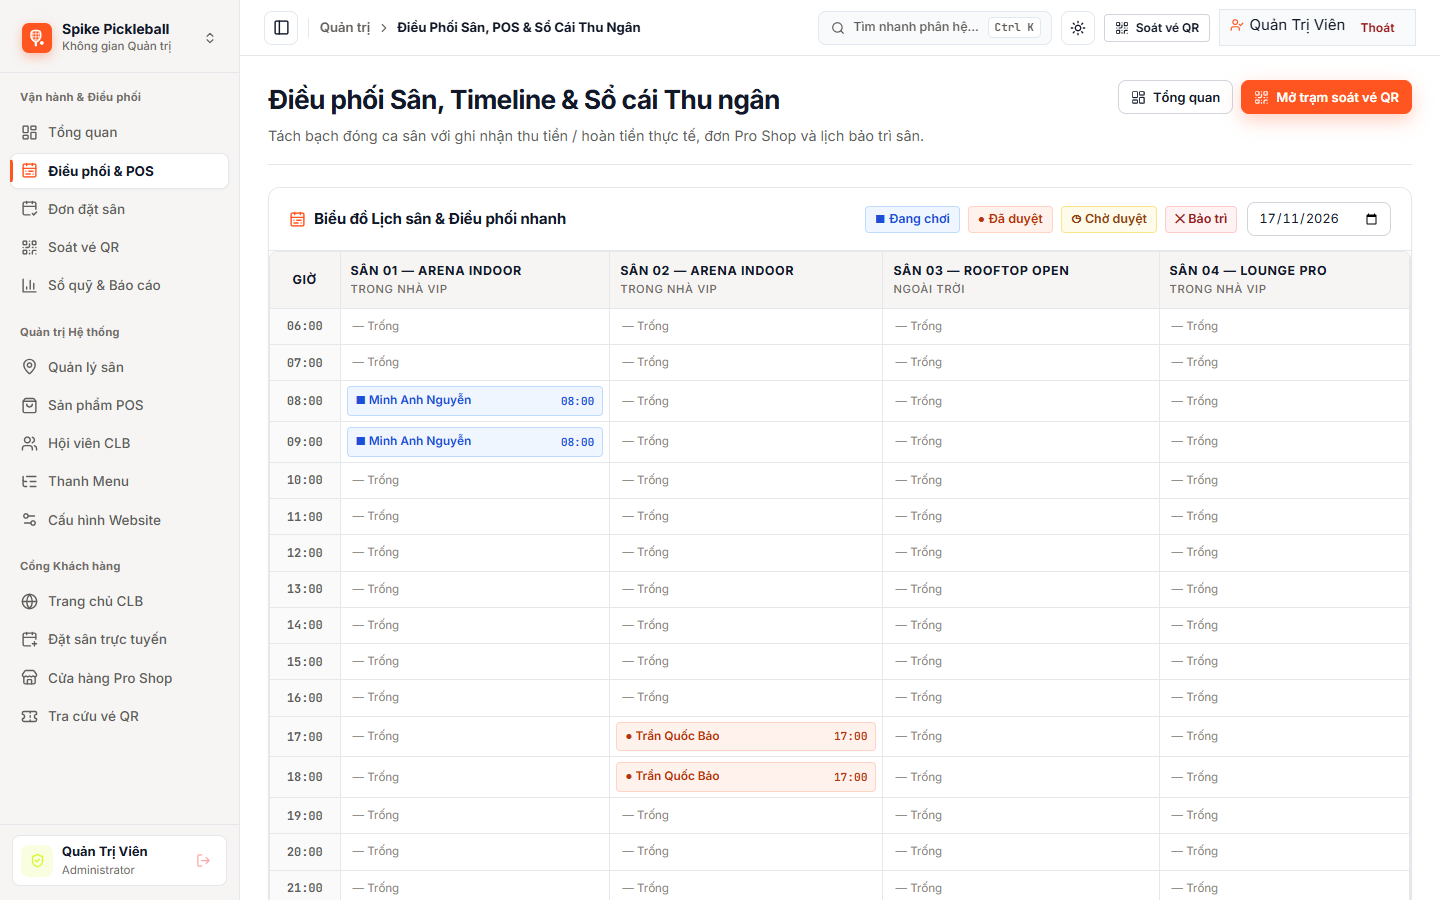 Spike Pickleball
Không gian Quản trị
Vận hành & Điều phối
Tổng quan
Điều phối & POS
Đơn đặt sân
Soát vé QR
Sổ quỹ & Báo cáo
Quản trị Hệ thống
Quản lý sân
Sản phẩm POS
Hội viên CLB
Thanh Menu
Cấu hình Website
Cổng Khách hàng
Trang chủ CLB
Đặt sân trực tuyến
Cửa hàng Pro Shop
Tra cứu vé QR
Quản Trị Viên
Administrator
Quản trị > Điều Phối Sân, POS & Sổ Cái Thu Ngân
Tìm nhanh phân hệ... Ctrl K
Soát vé QR
Quản Trị Viên Thoát
Điều phối Sân, Timeline & Sổ cái Thu ngân
Tách bạch đóng ca sân với ghi nhận thu tiền / hoàn tiền thực tế, đơn Pro Shop và lịch bảo trì sân.
Tổng quan
Mở trạm soát vé QR
Biểu đồ Lịch sân & Điều phối nhanh
■ Đang chơi ● Đã duyệt Chờ duyệt Bảo trì 17/11/2026
GIỜ SÂN 01 — ARENA INDOOR SÂN 02 — ARENA INDOOR SÂN 03 — ROOFTOP OPEN SÂN 04 — LOUNGE PRO
TRONG NHÀ VIP TRONG NHÀ VIP NGOÀI TRỜI TRONG NHÀ VIP
06:00 — Trống — Trống — Trống — Trống
07:00 — Trống — Trống — Trống — Trống
08:00 ■ Minh Anh Nguyễn 08:00 — Trống — Trống — Trống
09:00 ■ Minh Anh Nguyễn 08:00 — Trống — Trống — Trống
10:00 — Trống — Trống — Trống — Trống
11:00 — Trống — Trống — Trống — Trống
12:00 — Trống — Trống — Trống — Trống
13:00 — Trống — Trống — Trống — Trống
14:00 — Trống — Trống — Trống — Trống
15:00 — Trống — Trống — Trống — Trống
16:00 — Trống — Trống — Trống — Trống
17:00 — Trống ● Trần Quốc Bảo 17:00 — Trống — Trống
18:00 — Trống ● Trần Quốc Bảo 17:00 — Trống — Trống
19:00 — Trống — Trống — Trống — Trống
20:00 — Trống — Trống — Trống — Trống
21:00 — Trống — Trống — Trống — Trống